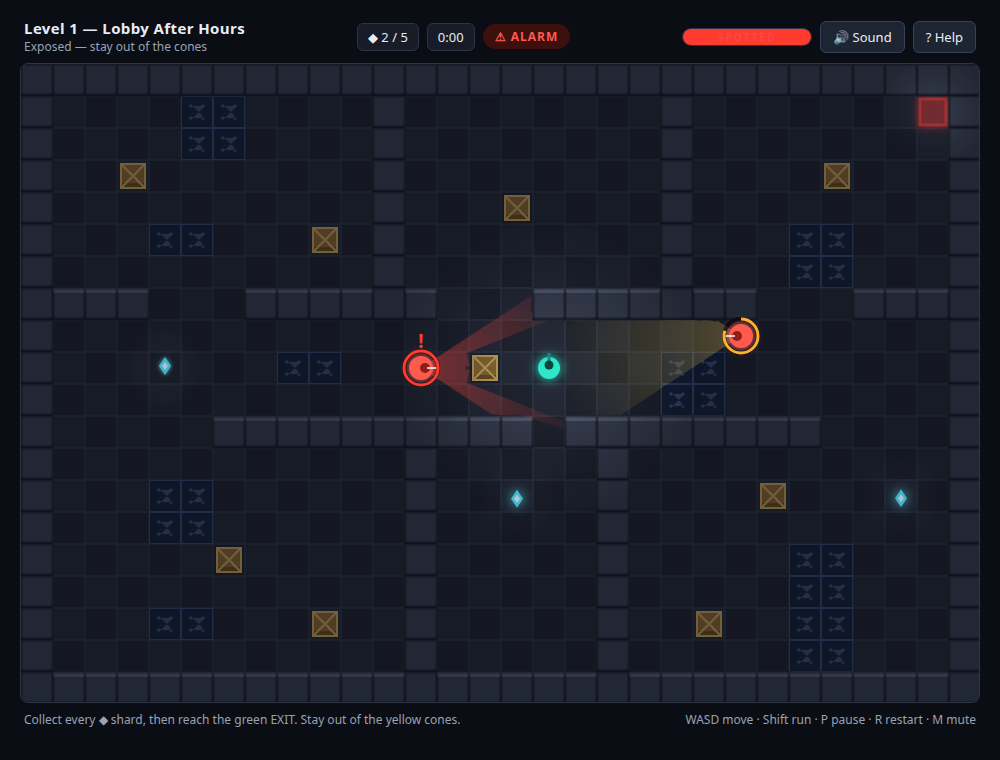 Level 1 — Lobby After Hours
Exposed — stay out of the cones
◆ 2 / 5
0:00
⚠ ALARM
SPOTTED
🔊 Sound
? Help
!
Collect every ◆ shard, then reach the green EXIT. Stay out of the yellow cones.
WASD move · Shift run · P pause · R restart · M mute